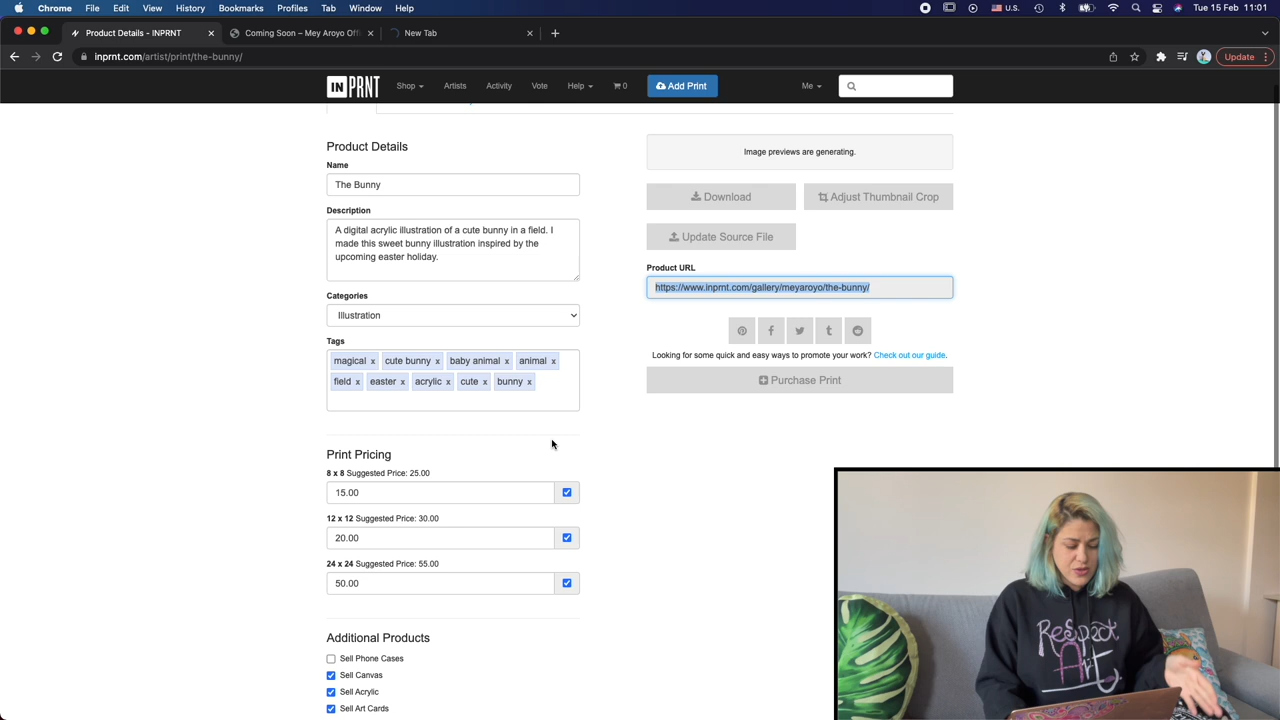 Chrome File Edit View History Bookmarks Profiles Tab Window Help U.S. Tue 15 Feb 11:01
Product Details - INPRNT Coming Soon – Mey Aroyo Offi New Tab
inprnt.com/artist/print/the-bunny/ Update
INPRNT Shop Artists Activity Vote Help 0 Add Print Me
Product Details
Name
The Bunny
Description
A digital acrylic illustration of a cute bunny in a field. I
made this sweet bunny illustration inspired by the
upcoming easter holiday.
Categories
Illustration
Tags
magical x cute bunny x baby animal x animal x
field x easter x acrylic x cute x bunny x
Print Pricing
8 x 8 Suggested Price: 25.00
15.00
12 x 12 Suggested Price: 30.00
20.00
24 x 24 Suggested Price: 55.00
50.00
Additional Products
Sell Phone Cases
Sell Canvas
Sell Acrylic
Sell Art Cards
Image previews are generating.
Download Adjust Thumbnail Crop
Update Source File
Product URL
https://www.inprnt.com/gallery/meyaroyo/the-bunny/
Looking for some quick and easy ways to promote your work? Check out our guide.
Purchase Print
Respect
Art